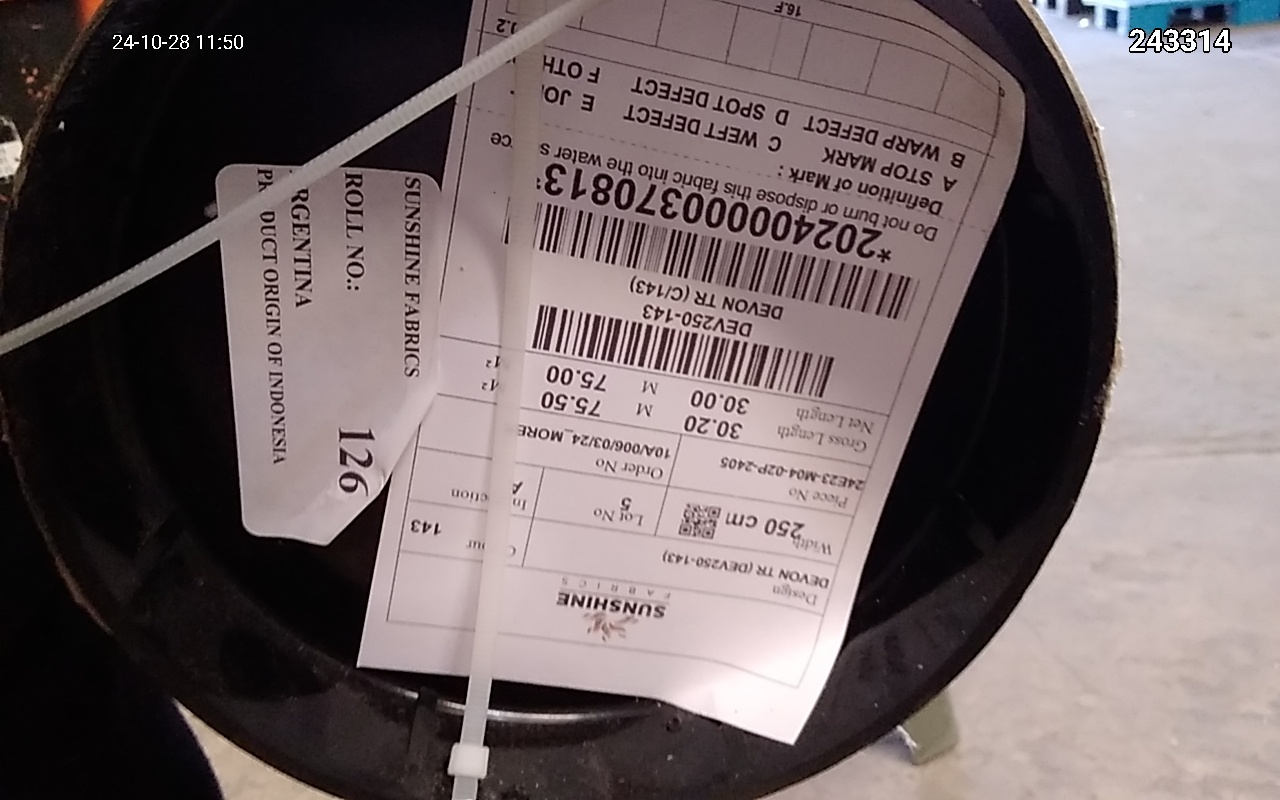 24-10-28 11:50
243314
SUNSHINE FABRICS
ROLL NO.: 126
RGENTINA
DUCT ORIGIN OF INDONESIA
SUNSHINE
FABRICS
Design
DEVON TR (DEV250-143)
143
Width
250 cm
Lot No
5
Piece No
24E23-M04-02P-2405
Order No
10A/006/03/24_MORE
Gross Length 30.20 M 75.50 M²
Net Length 30.00 M 75.00 M²
DEV250-143
DEVON TR (C/143)
*20240000370813
Do not burn or dispose this fabric into the water s
Definition of Mark :
A STOP MARK C WEFT DEFECT E JO
B WARP DEFECT D SPOT DEFECT F OTH
16.F